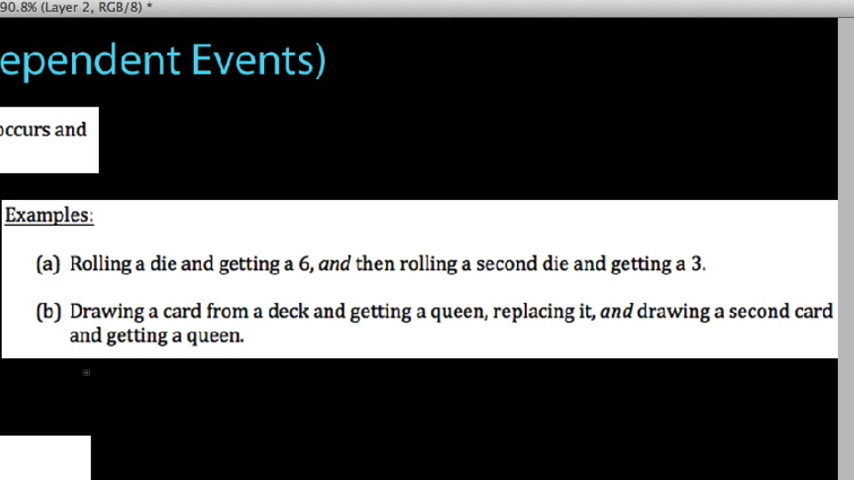 90.8% (Layer 2, RGB/8) *
ependent Events)
occurs and
Examples:
(a) Rolling a die and getting a 6, and then rolling a second die and getting a 3.
(b) Drawing a card from a deck and getting a queen, replacing it, and drawing a second card
and getting a queen.